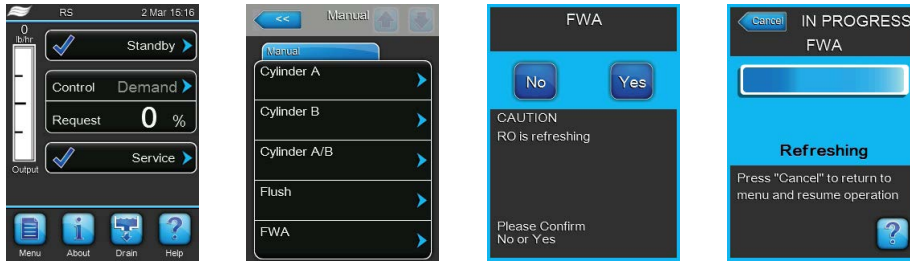 RS 2 Mar 15:16
0
lb/hr
Standby
Control Demand
Request 0 %
Service
Output
Menu About Drain Help
<< Manual
Manual
Cylinder A
Cylinder B
Cylinder A/B
Flush
FWA
FWA
No Yes
CAUTION
RO is refreshing
Please Confirm
No or Yes
Cancel IN PROGRESS
FWA
Refreshing
Press "Cancel" to return to
menu and resume operation
?